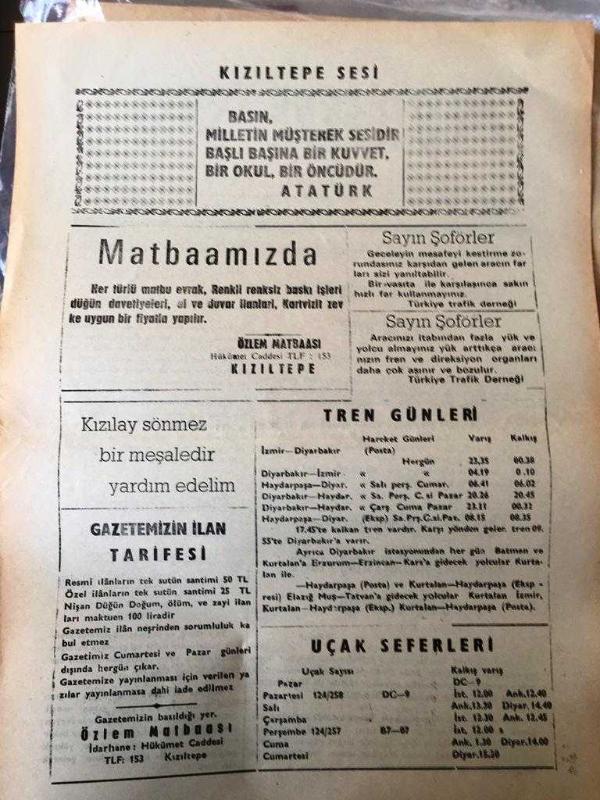 KIZILTEPE SESİ
BASIN,
MİLLETİN MÜŞTEREK SESİDİR
BAŞLI BAŞINA BİR KUVVET,
BİR OKUL, BİR ÖNCÜDÜR.
ATATÜRK
Matbaamızda
Her türlü matbu evrak, Renkli renksiz baskı işleri
düğün davetiyeleri, el ve Duvar ilanlari, Kartvizit zev
ke uygun bir fiyatla yapılır.
ÖZLEM MATBAASI
Hükümet Caddesi TLF : 153
KIZILTEPE
Sayın Şoförler
Geceleyin mesafeyi kestirme zo-
rundasınız karşıdan gelen aracın far
ları sizi yanıltabilir.
Bir vasıta ile karşılaşınca sakın
hızlı far kullanmayınız.
Türkiye trafik derneği
Sayın Şoförler
Aracınızı itabından fazla yük ve
yolcu almayınız yük arttıkça arac
nızın fren ve direksiyon organları
daha çok aşınır ve bozulur.
Türkiye Trafik Derneği
Kızılay sönmez
bir meşaledir
yardım edelim
GAZETEMİZİN İLAN
TARİFESİ
Resmi ilânların tek sutün santimi 50 TL
Özel ilânların tek sütün santimi 25 TL
Nişan Düğün Doğum, ölüm, ve zayi ilan
ları maktuen 100 liradir
Gazetemiz ilân neşrinden sorumluluk ka
bul etmez
Gazetimiz Cumartesi ve Pazar günleri
dışında hergün çıkar.
Gazetemize yayınlanması için verilen ya
zılar yayınlanmasa dahi iade edilmez
Gazetemizin basıldığı yer.
Özlem Matbaası
İdarhane: Hükümet Caddesi
TLF: 153 Kızıltepe
TREN GÜNLERİ
Hareket Günleri Varış Kalkış
İzmir—Diyarbakır (Posta)
Hergün 23,35 00.38
Diyarbakır—İzmir « « 04.19 0.10
Haydarpaşa—Diyar. « Salı perş. Cumar. 06.41 06.02
Diyarbakır—Haydar. « Sa. Perş. C. si Pazar 20.26 20.45
Diyarbakır—Haydar. « Çarş Cuma Pazar 23.11 00.32
Haydarpaşa—Diyar. (Eksp) Sa. Prş.C.si.Paz. 08.15 08.35
17.45'te kalkan tren vardır. Karşı yönden gelen tren 09.
55'te Diyarbakır'a varır.
Ayrıca Diyarbakır istasyonundan her gün Batman ve
Kurtalan'a Erzurum—Erzincan—Kars'a gidecek yolcular Kurta
lan ile.
—Haydarpaşa (Posta) ve Kurtalan—Haydarpaşa (Eksp
resi) Elazığ Muş—Tatvan'a gidecek yolcular Kurtalan İzmir,
Kurtalan—Haydarpaşa (Eksp.) Kurtalan—Haydarpaşa (Posta).
UÇAK SEFERLERİ
Uçak Sayısı Kalkış varış
Pazar DC—9
Pazartesi 124/258 DC—9 İst. 12.00 Ank.12.40
Salı Ank.13.30 Diyar. 14.40
Çarşamba İst. 12.30 Ank. 12.45
Perşembe 124/257 B7—07 İst. 12.00
Cuma Ank. 1.30 Diyar.14.00
Cumartesi Diyar.15.30